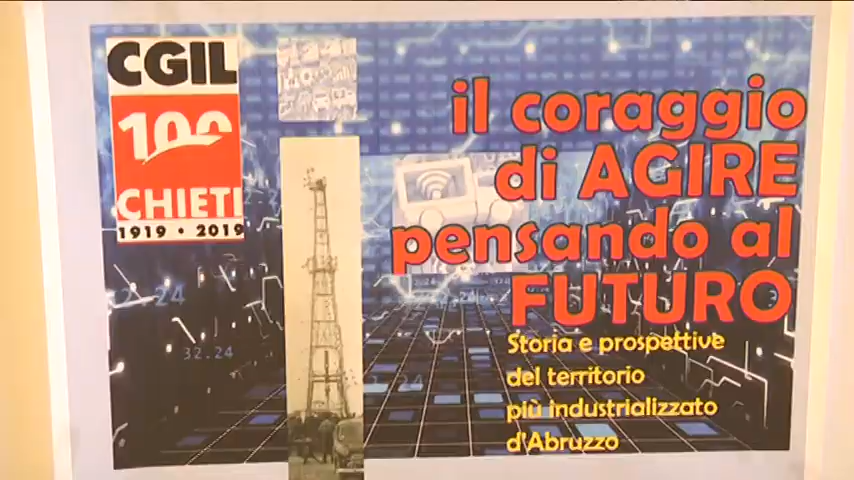 CGIL
100
CHIETI
1919 • 2019
il coraggio
di AGIRE
pensando al
FUTURO
Storia e prospettive
del territorio
più industrializzato
d'Abruzzo
32.24